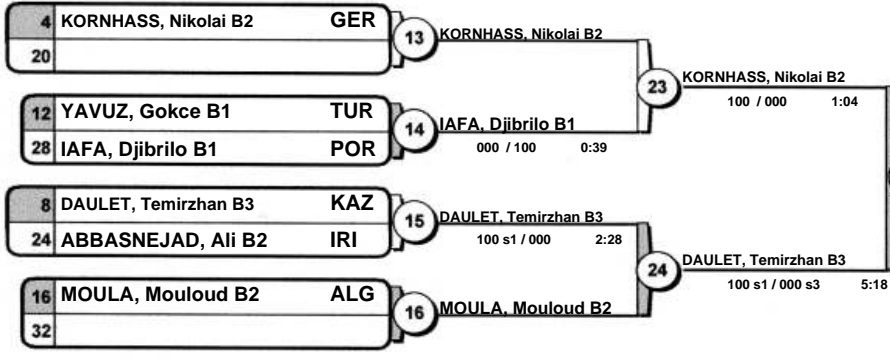 4 KORNHASS, Nikolai B2 GER
20
13 KORNHASS, Nikolai B2
12 YAVUZ, Gokce B1 TUR
28 IAFA, Djibrilo B1 POR
14 IAFA, Djibrilo B1
000 / 100 0:39
23 KORNHASS, Nikolai B2
100 / 000 1:04
8 DAULET, Temirzhan B3 KAZ
24 ABBASNEJAD, Ali B2 IRI
15 DAULET, Temirzhan B3
100 s1 / 000 2:28
16 MOULA, Mouloud B2 ALG
32
16 MOULA, Mouloud B2
24 DAULET, Temirzhan B3
100 s1 / 000 s3 5:18